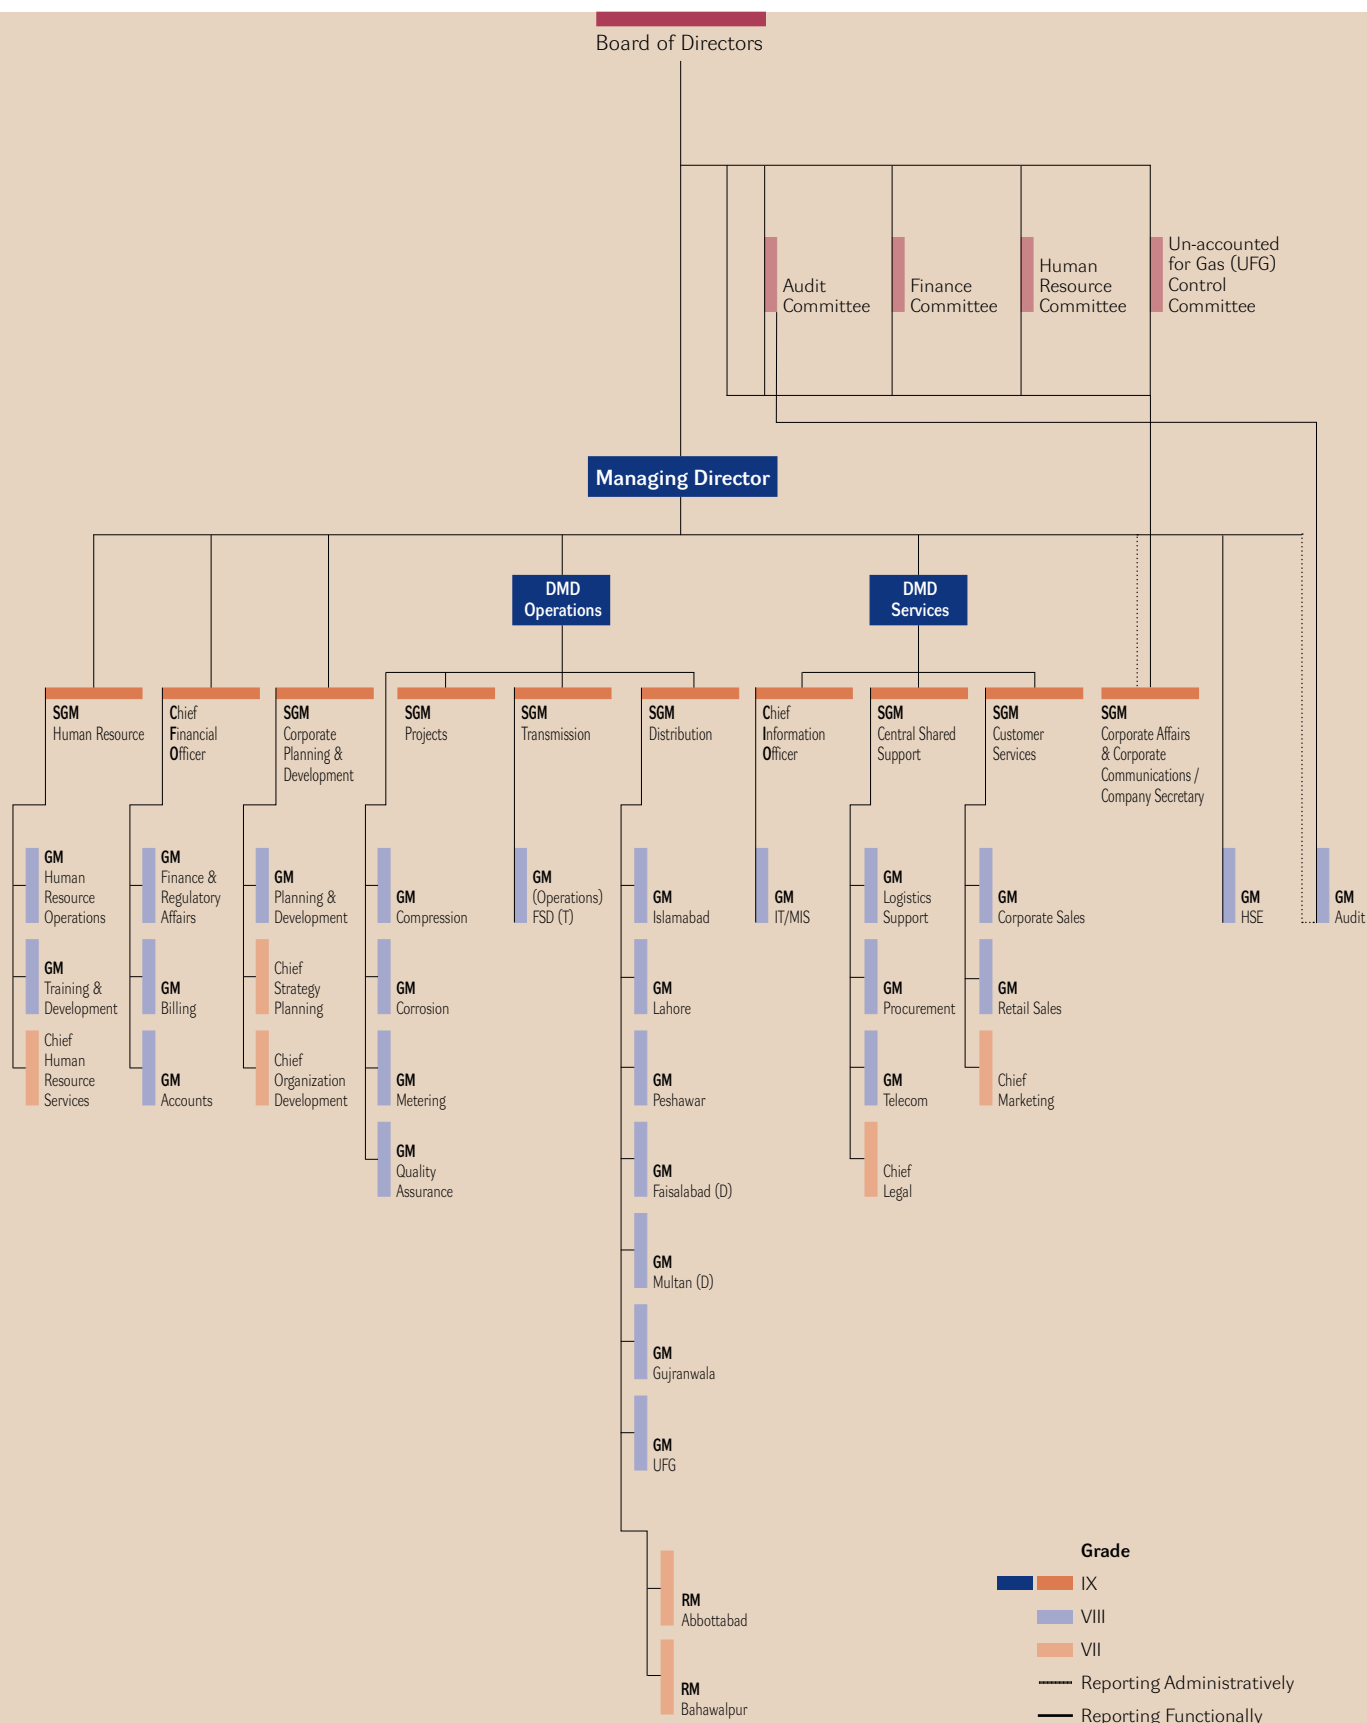 Board of Directors
Audit
Committee
Finance
Committee
Human
Resource
Committee
Un-accounted
for Gas (UFG)
Control
Committee
Managing Director
DMD
Operations
DMD
Services
SGM
Human Resource
Chief
Financial
Officer
SGM
Corporate
Planning &
Development
SGM
Projects
SGM
Transmission
SGM
Distribution
Chief
Information
Officer
SGM
Central Shared
Support
SGM
Customer
Services
SGM
Corporate Affairs
& Corporate
Communications /
Company Secretary
GM
Human
Resource
Operations
GM
Training &
Development
Chief
Human
Resource
Services
GM
Finance &
Regulatory
Affairs
GM
Billing
GM
Accounts
GM
Planning &
Development
Chief
Strategy
Planning
Chief
Organization
Development
GM
Compression
GM
Corrosion
GM
Metering
GM
Quality
Assurance
GM
(Operations)
FSD (T)
GM
Islamabad
GM
Lahore
GM
Peshawar
GM
Faisalabad (D)
GM
Multan (D)
GM
Gujranwala
GM
UFG
RM
Abbottabad
RM
Bahawalpur
GM
IT/MIS
GM
Logistics
Support
GM
Procurement
GM
Telecom
Chief
Legal
GM
Corporate Sales
GM
Retail Sales
Chief
Marketing
GM
HSE
GM
Audit
Grade
IX
VIII
VII
Reporting Administratively
Reporting Functionally